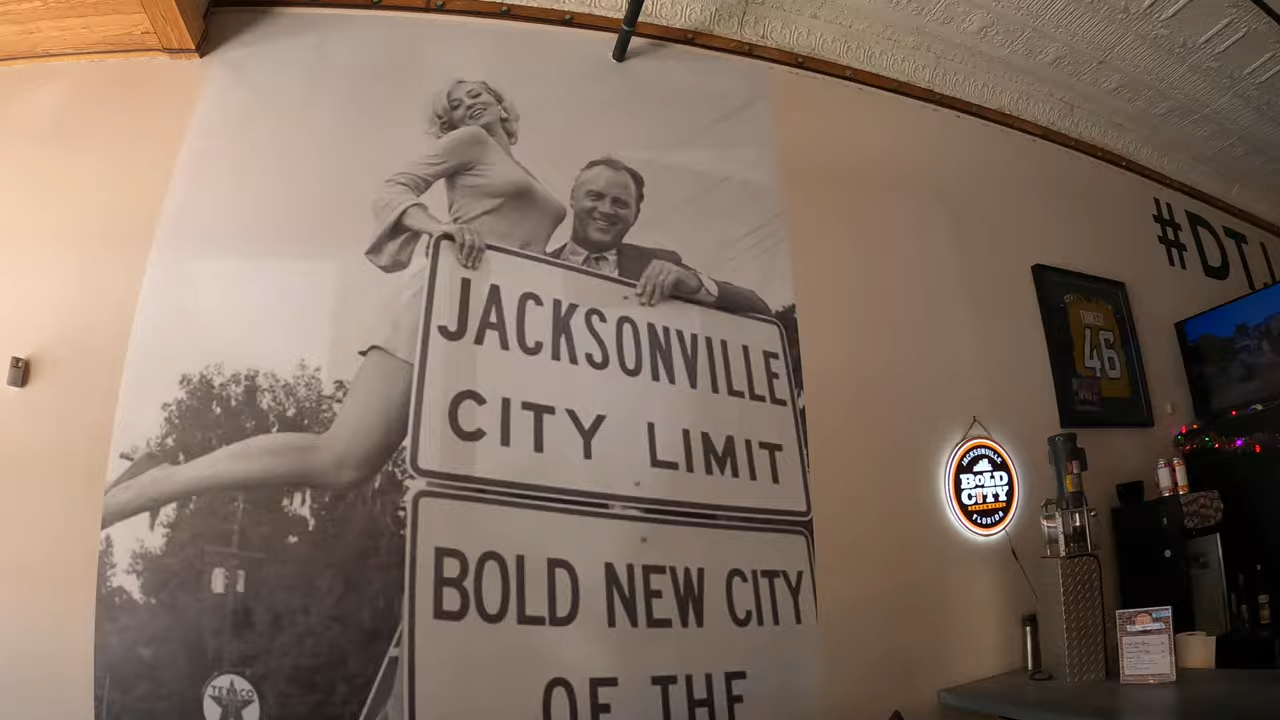 JACKSONVILLE
CITY LIMIT
BOLD NEW CITY
OF THE
TEXACO
#DTJ
46
JACKSONVILLE
BOLD
CITY
FLORIDA